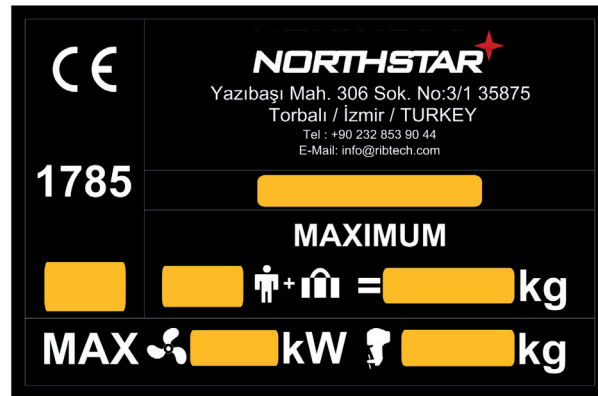 CE
NORTHSTAR
Yazıbaşı Mah. 306 Sok. No:3/1 35875
Torbalı / İzmir / TURKEY
Tel : +90 232 853 90 44
E-Mail: info@ribtech.com
1785
MAXIMUM
+ = kg
MAX kW kg